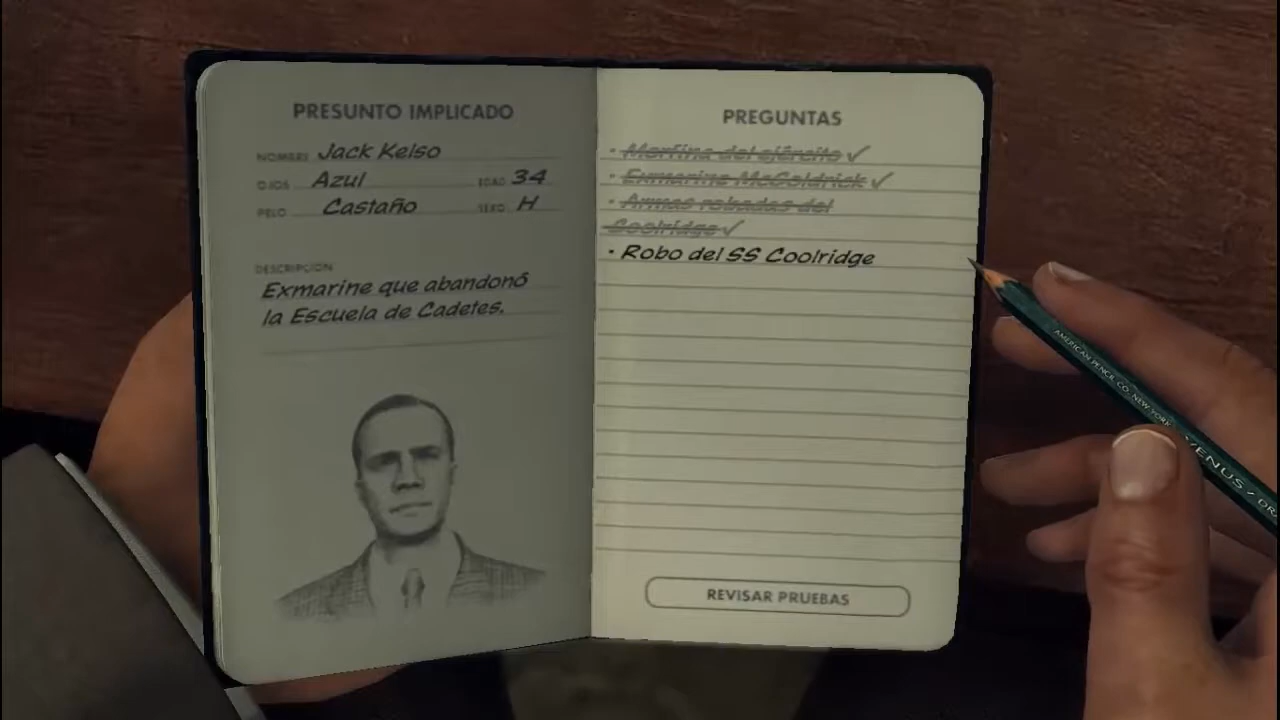 PRESUNTO IMPLICADO
NOMBRE Jack Kelso
OJOS Azul EDAD 34
PELO Castaño SEXO H
DESCRIPCIÓN
Exmarine que abandonó
la Escuela de Cadetes.
PREGUNTAS
- Morfina del ejército ✓
- Exmarine McGoldrick ✓
- Armas robadas del
Coolridge ✓
- Robo del SS Coolridge
REVISAR PRUEBAS
AMERICAN PENCIL CO. NEW YORK
VENUS / DRA